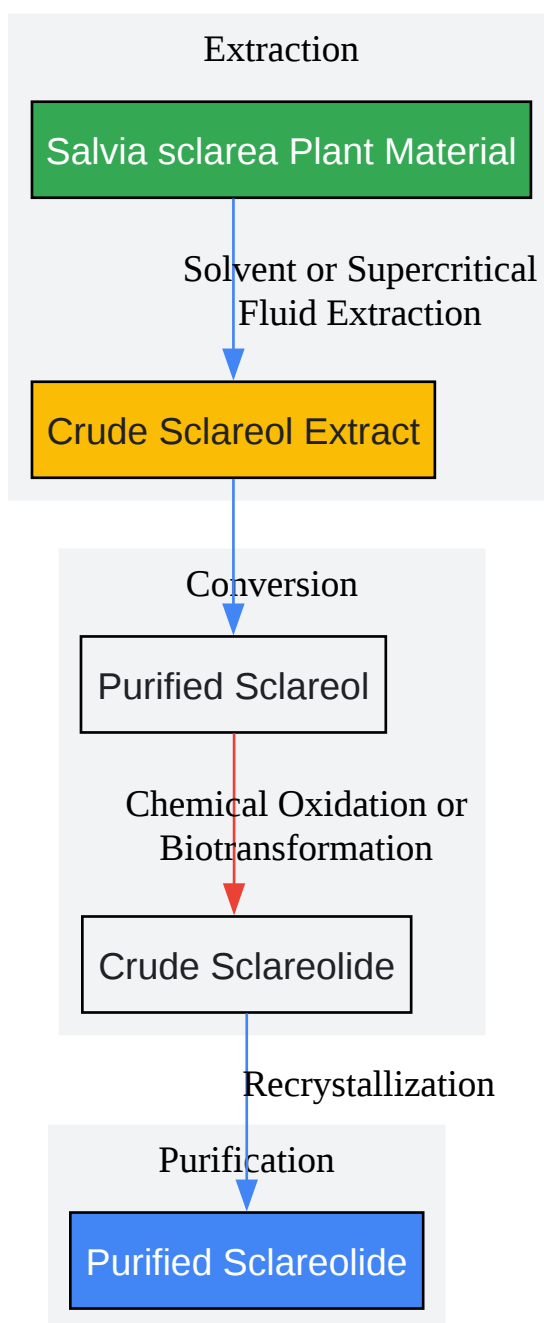 Extraction
Salvia sclarea Plant Material
Solvent or Supercritical
Fluid Extraction
Crude Sclareol Extract
Conversion
Purified Sclareol
Chemical Oxidation or
Biotransformation
Crude Sclareolide
Recrystallization
Purification
Purified Sclareolide